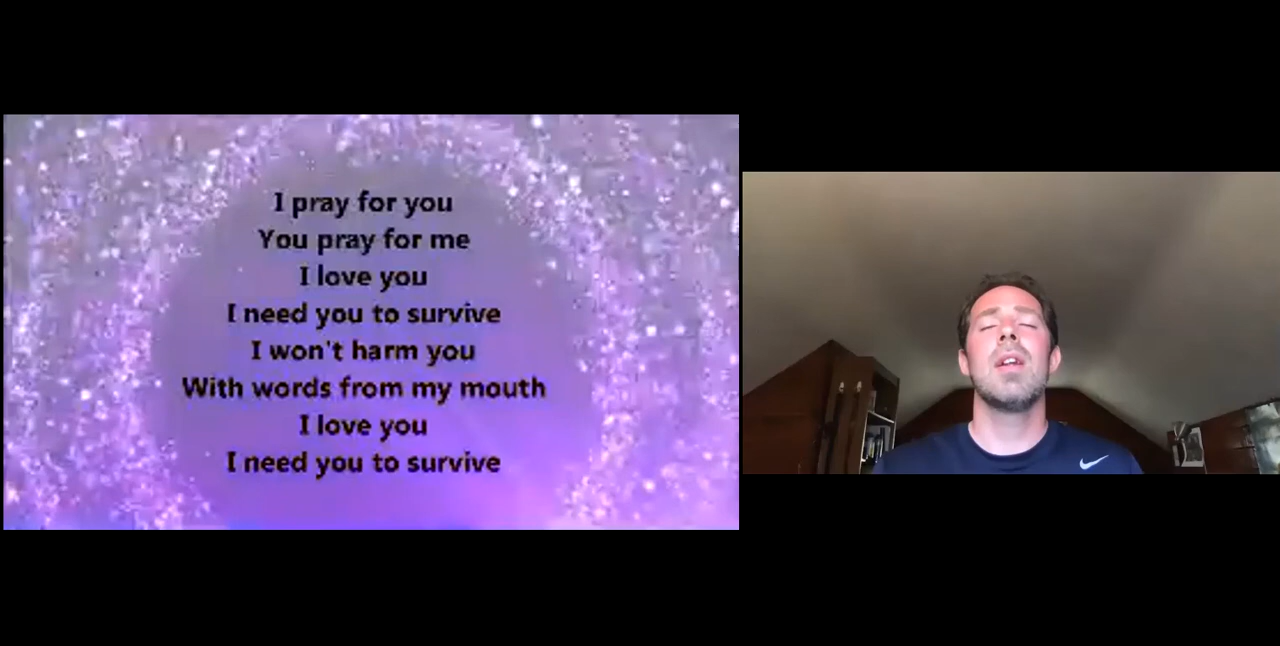 I pray for you
You pray for me
I love you
I need you to survive
I won't harm you
With words from my mouth
I love you
I need you to survive